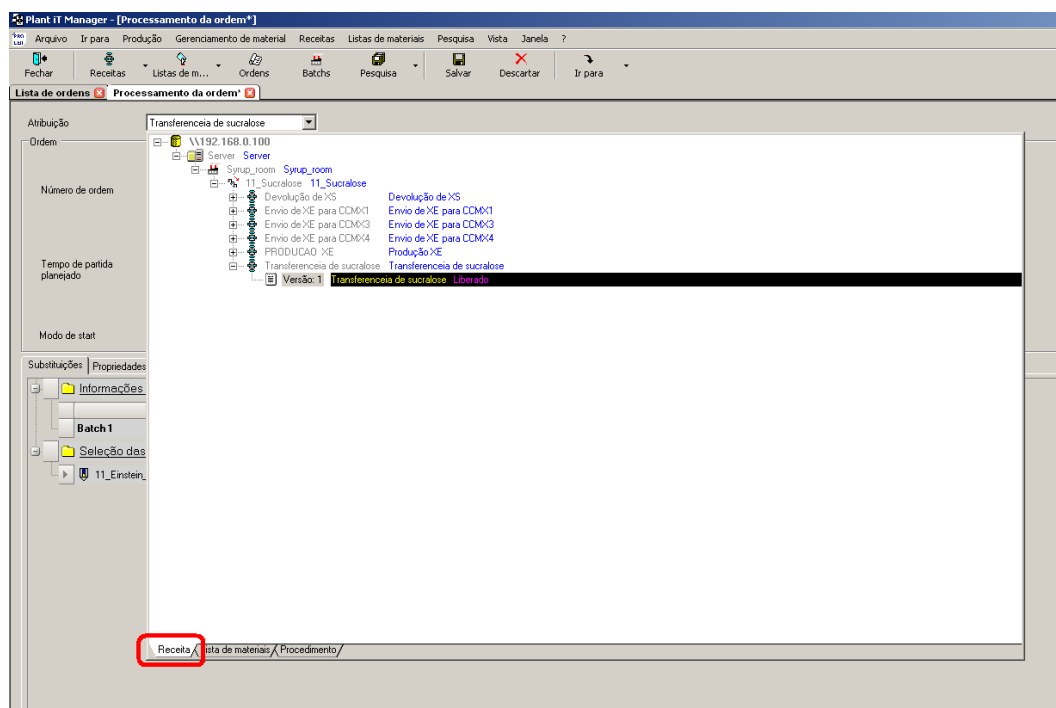 Plant iT Manager - [Processamento da ordem*]
Arquivo Ir para Produção Gerenciamento de material Receitas Listas de materiais Pesquisa Vista Janela ?
Fechar Receitas Listas de m... Ordens Batchs Pesquisa Salvar Descartar Ir para
Lista de ordens Processamento da ordem*
Atribuição Transferenceia de sucralose
Ordem
\\192.168.0.100
Server Server
Syrup_room Syrup_room
Número de ordem
11_Sucralose 11_Sucralose
Devolução de XS Devolução de XS
Envio de XE para CCMX1 Envio de XE para CCMX1
Envio de XE para CCMX3 Envio de XE para CCMX3
Envio de XE para CCMX4 Envio de XE para CCMX4
PRODUCAO XE Produção XE
Tempo de partida planejado
Transferenceia de sucralose Transferenceia de sucralose
Versão: 1 Transferenceia de sucralose Liberado
Modo de start
Substituições Propriedades
Informações
Batch 1
Seleção das
11_Einstein_
Receita Lista de materiais Procedimento